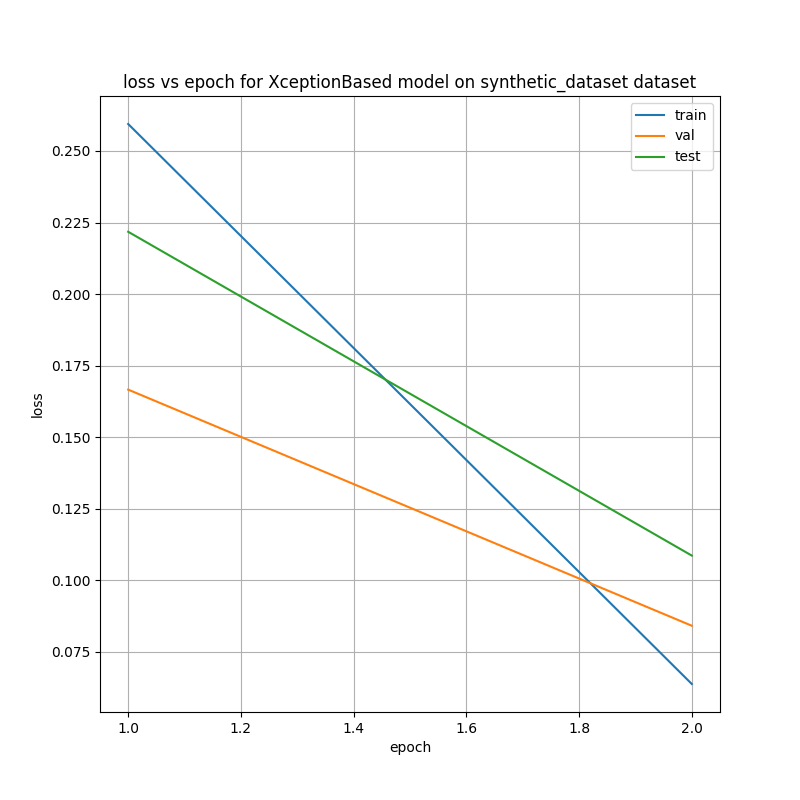 loss vs epoch for XceptionBased model on synthetic_dataset dataset
train
val
test
0.250
0.225
0.200
0.175
0.150
0.125
0.100
0.075
loss
1.0 1.2 1.4 1.6 1.8 2.0
epoch